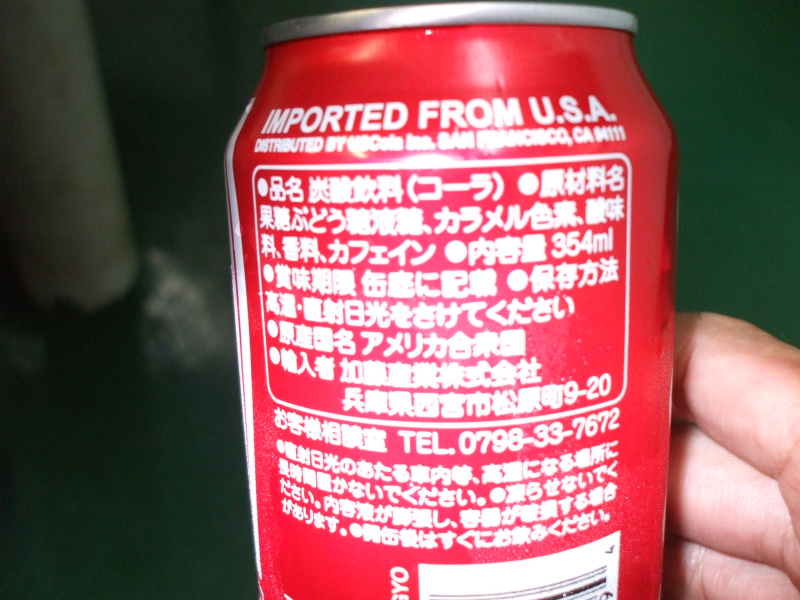 IMPORTED FROM U.S.A.
DISTRIBUTED BY USCola Inc. SAN FRANCISCO, CA 94111
●品名 炭酸飲料(コーラ) ●原材料名
果糖ぶどう糖液糖、カラメル色素、酸味
料、香料、カフェイン ●内容量 354ml
●賞味期限 缶底に記載 ●保存方法
高温・直射日光をさけてください
●原産国名 アメリカ合衆国
●輸入者 加藤産業株式会社
兵庫県西宮市松原町9-20
お客様相談室 TEL.0798-33-7672
●直射日光のあたる車内等、高温になる場所に
長時間置かないでください。●凍らせないでく
ださい。内容液が膨張し、容器が破損する場合
があります。●開缶後はすぐにお飲みください。
GYO